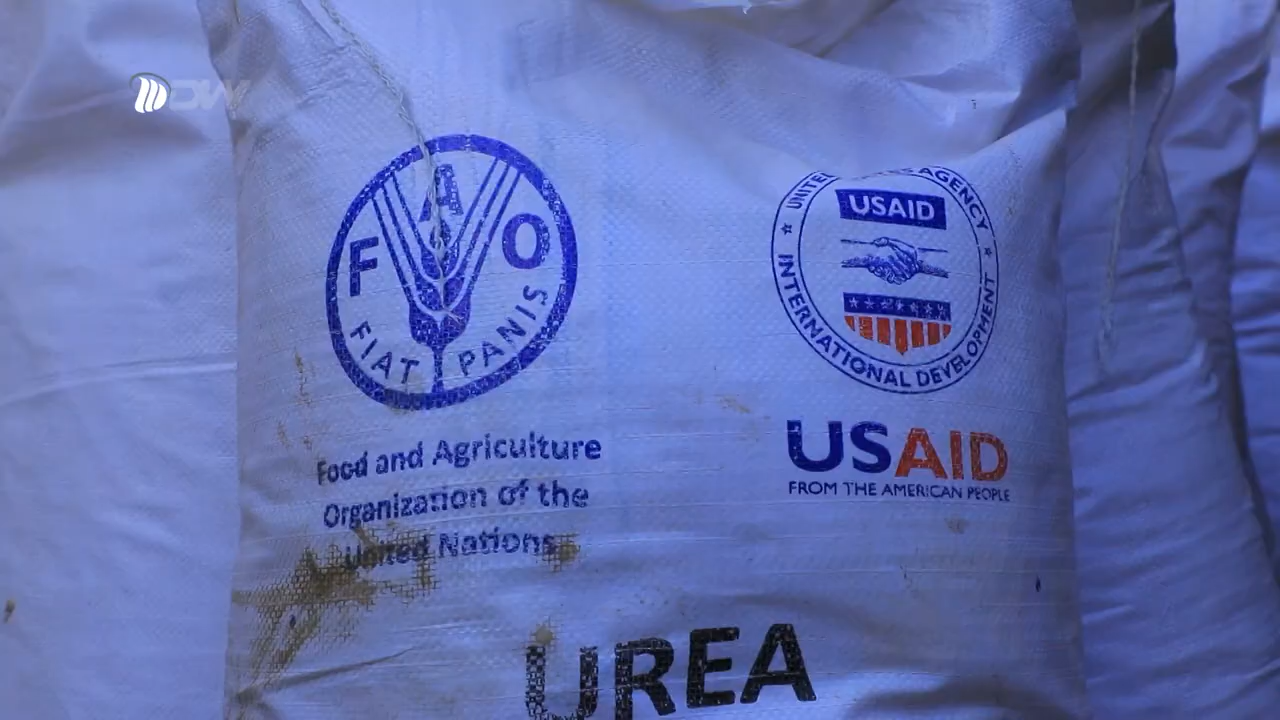 DW
F A O
FIAT PANIS
Food and Agriculture
Organization of the
United Nations
AGENCY
INTERNATIONAL DEVELOPMENT
USAID
USAID
FROM THE AMERICAN PEOPLE
UREA